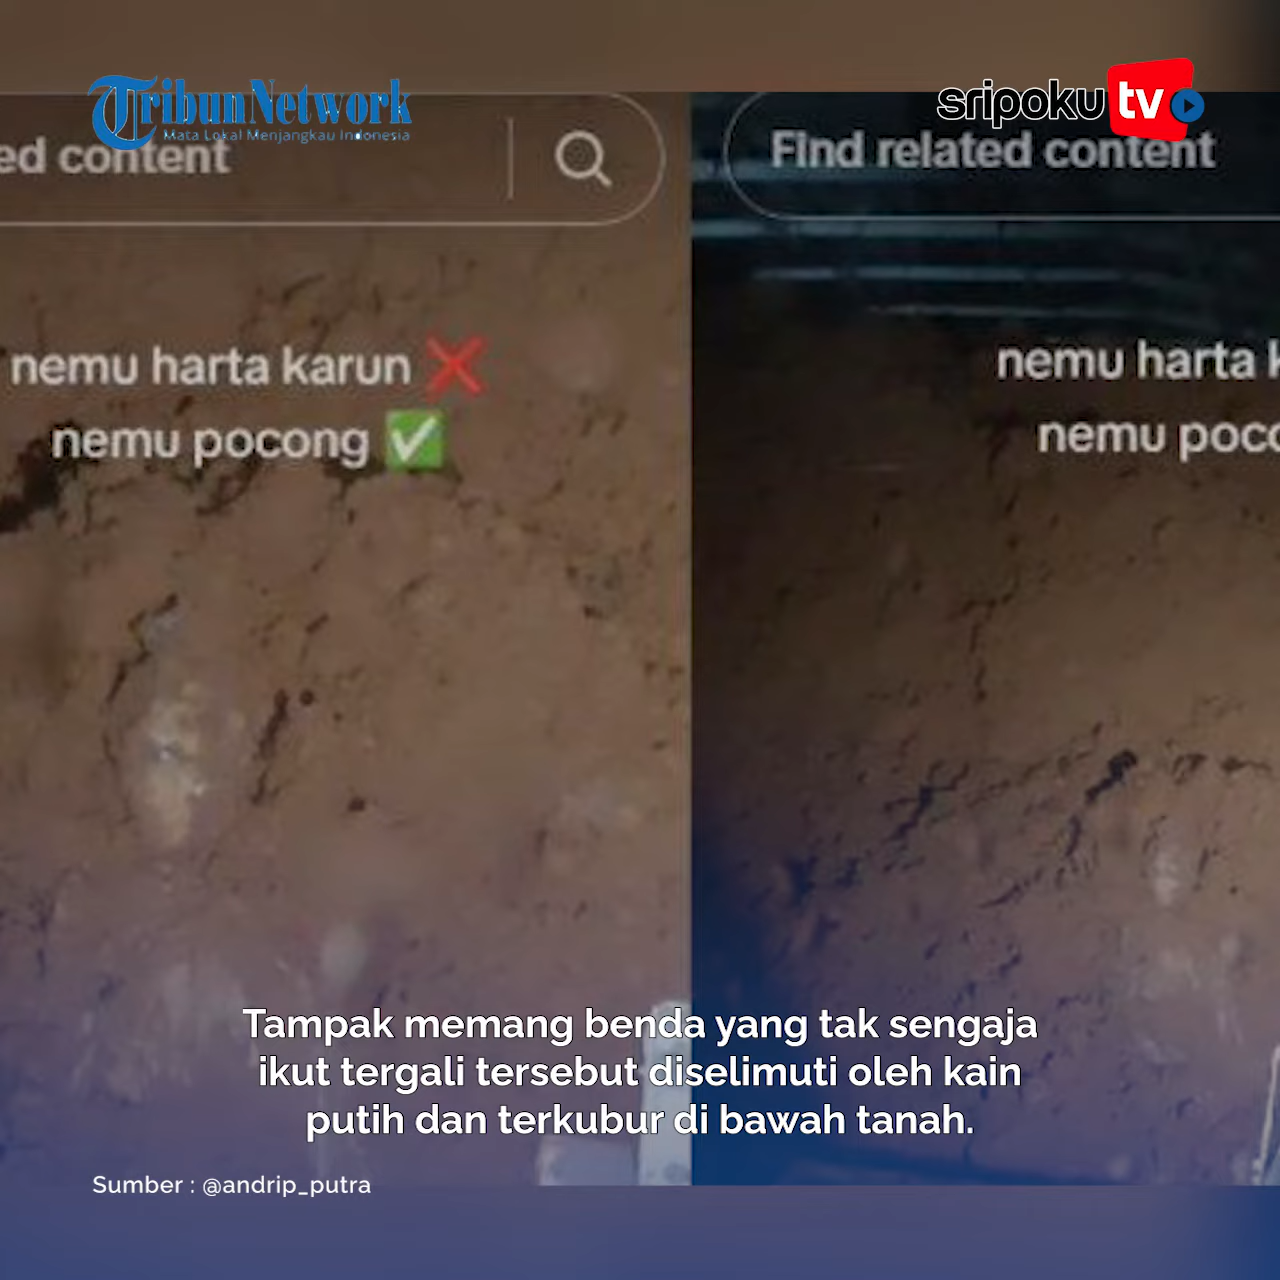 TribunNetwork
Mata Lokal Menjangkau Indonesia
sripoku tv
ed content
Find related content
nemu harta karun ❌
nemu pocong ✅
nemu harta k
nemu poco
Tampak memang benda yang tak sengaja
ikut tergali tersebut diselimuti oleh kain
putih dan terkubur di bawah tanah.
Sumber : @andrip_putra